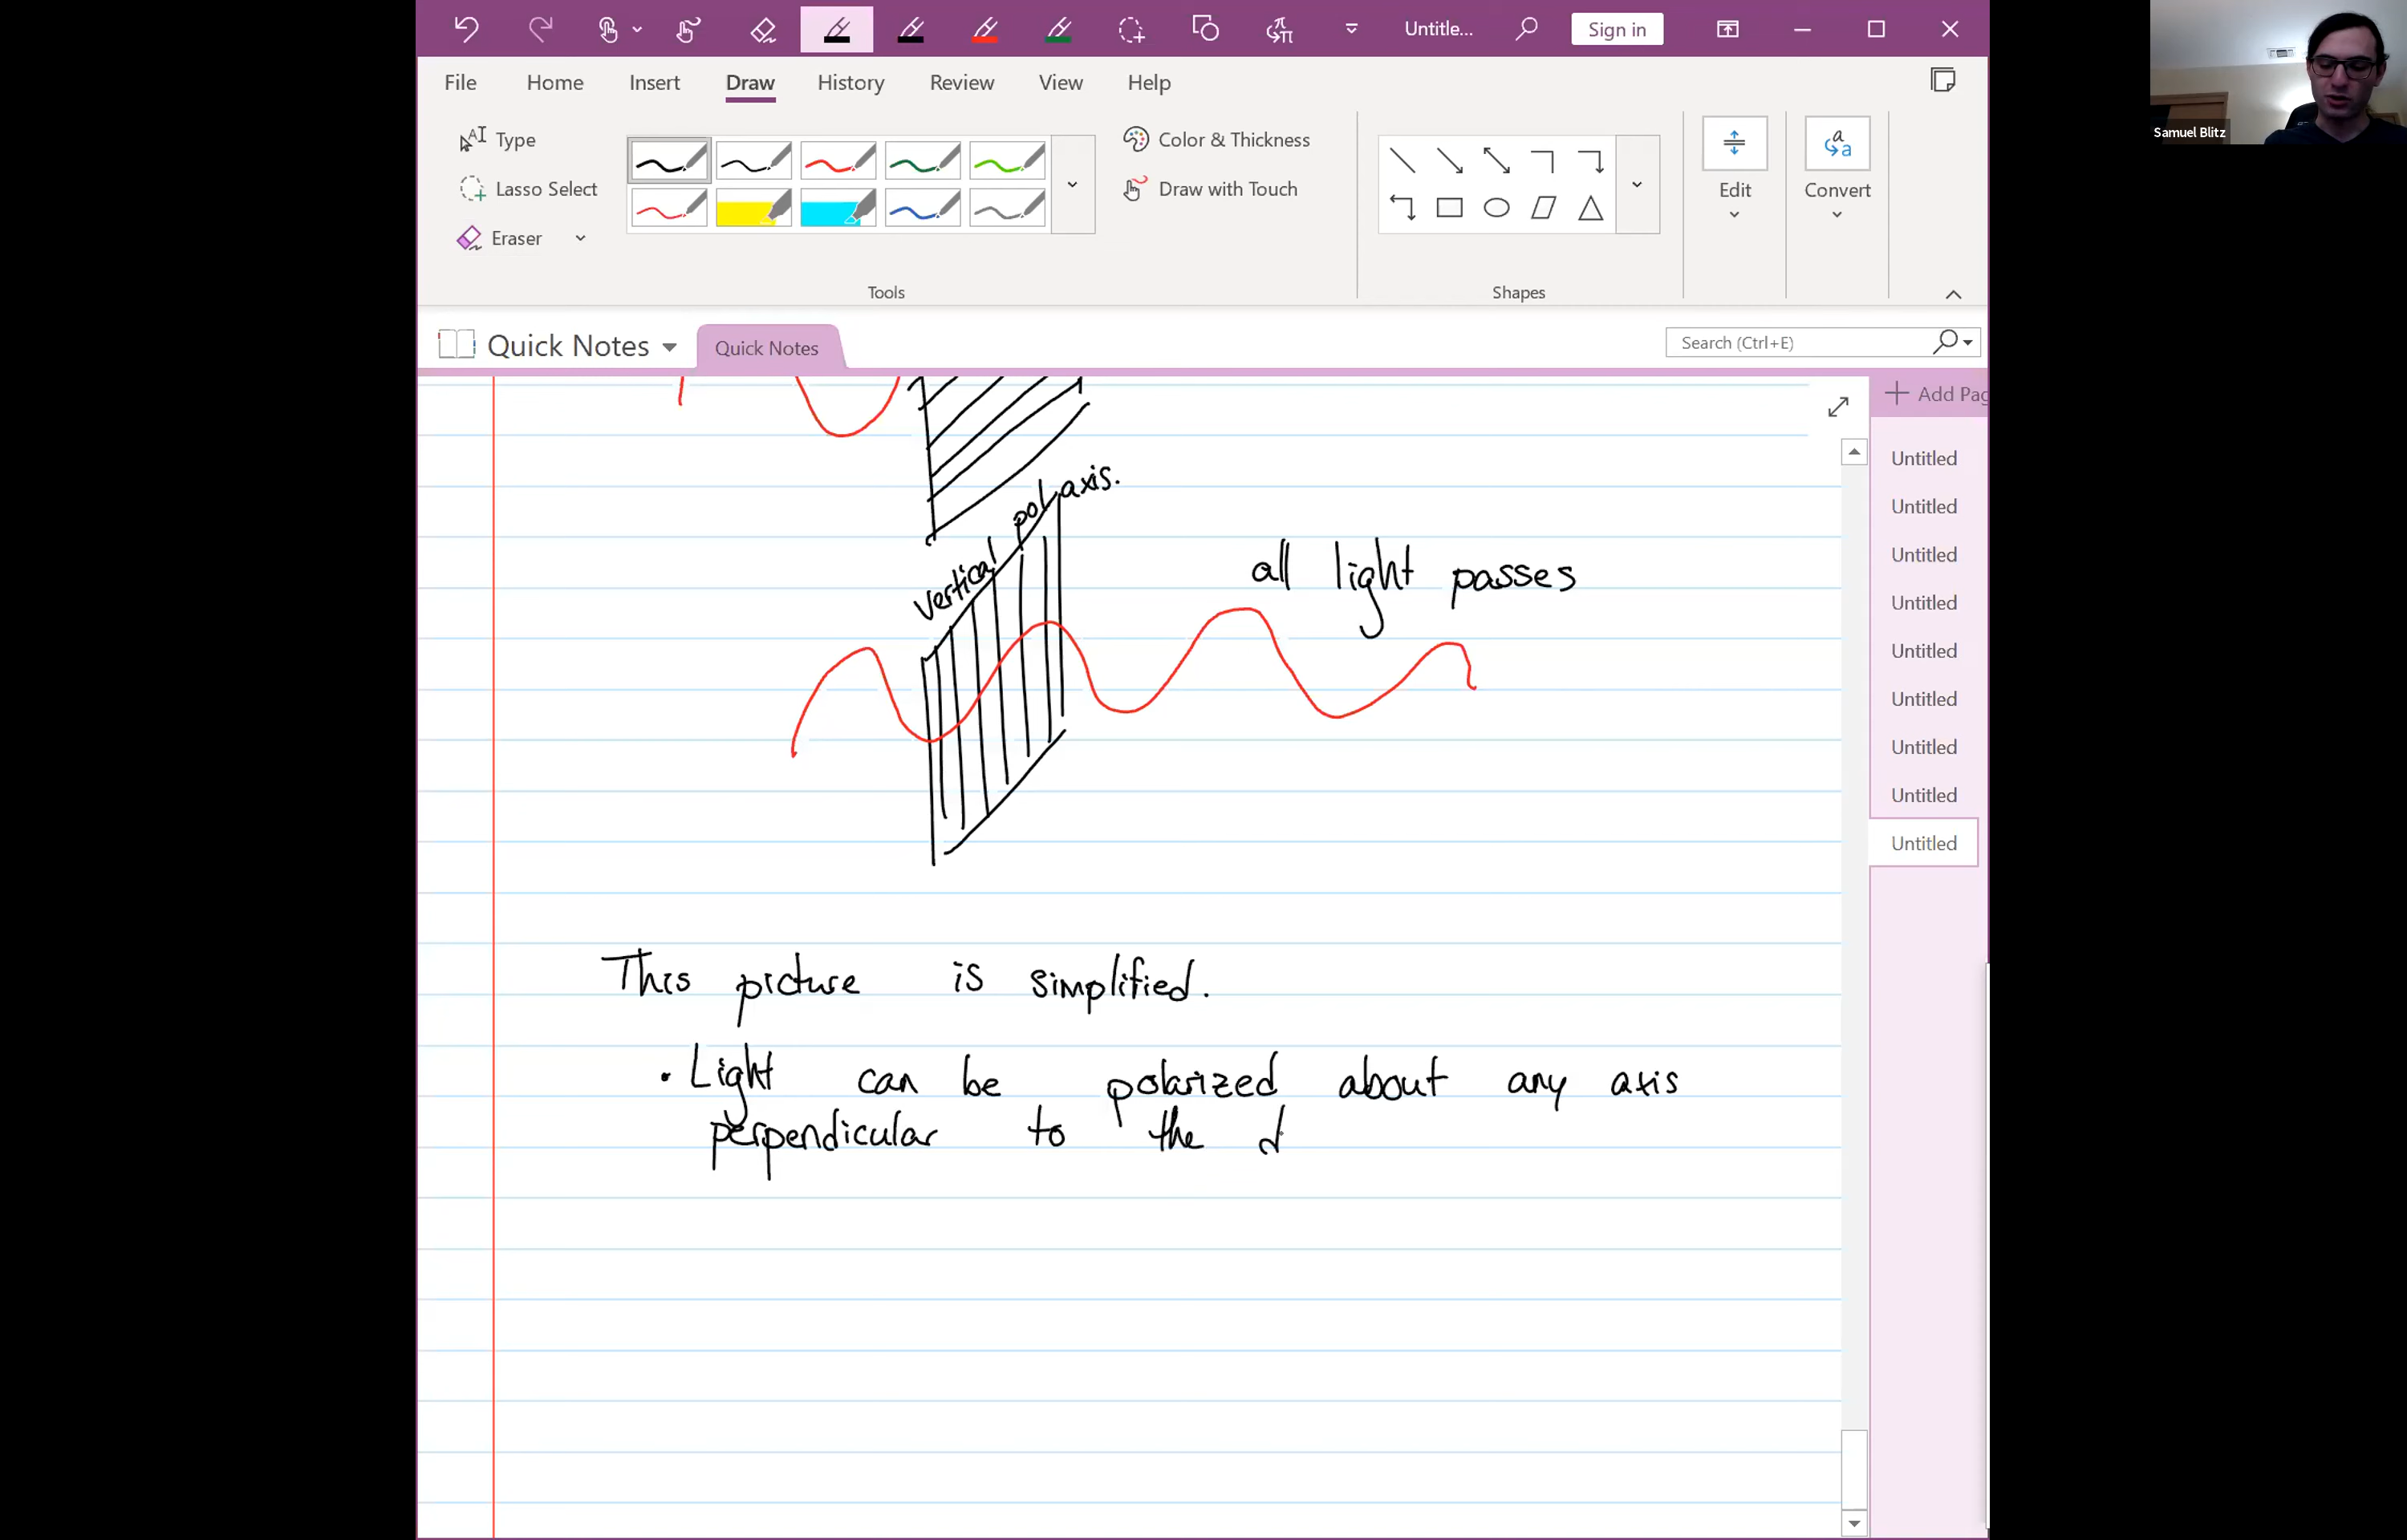 Untitle...
Sign in
File Home Insert Draw History Review View Help
Samuel Blitz
Type
Lasso Select
Eraser
Color & Thickness
Draw with Touch
Edit
Convert
Tools
Shapes
Quick Notes
Quick Notes
Search (Ctrl+E)
Add Pag
Untitled
Untitled
Untitled
Untitled
Untitled
Untitled
Untitled
Untitled
Untitled
vertical pol axis.
all light passes
This picture is simplified.
• Light can be polarized about any axis
perpendicular to the d